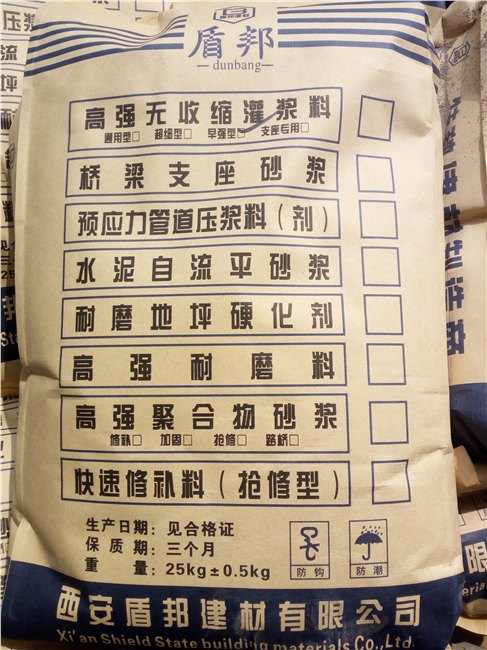 盾邦
dunbang
高强无收缩灌浆料
通用型□ 超细型□ 早强型□ 支座专用□
桥梁支座砂浆
预应力管道压浆料(剂)
水泥自流平砂浆
耐磨地坪硬化剂
高强耐磨料
高强聚合物砂浆
修补□ 加固□ 抢修□ 路桥□
快速修补料(抢修型)
生产日期:见合格证
保质期:三个月
重量:25kg±0.5kg
防钩 防潮
西安盾邦建材有限公司
Xi'an Shield State building materials Co.,Ltd.